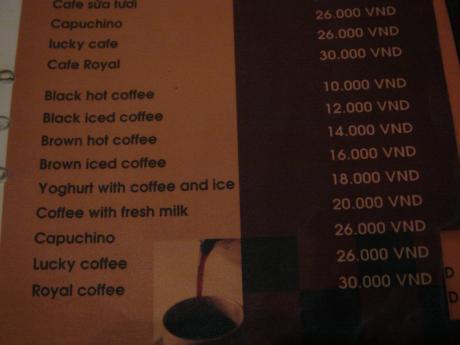 Cafe sữa tươi
Capuchino 26.000 VND
lucky cafe 26.000 VND
Cafe Royal 30.000 VND
Black hot coffee 10.000 VND
Black iced coffee 12.000 VND
Brown hot coffee 14.000 VND
Brown iced coffee 16.000 VND
Yoghurt with coffee and ice 18.000 VND
Coffee with fresh milk 20.000 VND
Capuchino 26.000 VND
Lucky coffee 26.000 VND
Royal coffee 30.000 VND
D
D